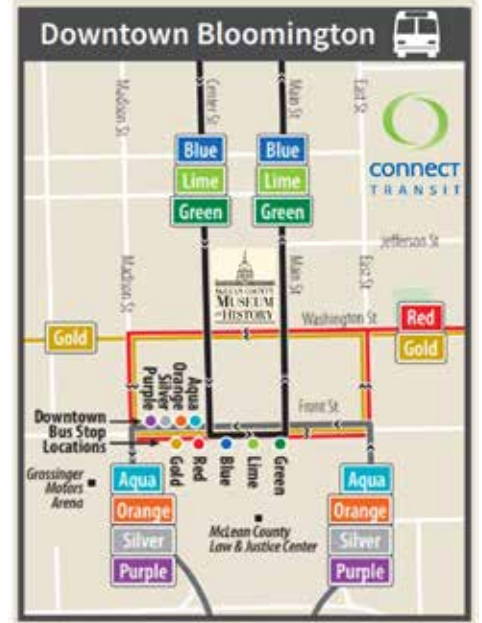 Downtown Bloomington
Madison St
Center St
Main St
East St
Blue
Lime
Green
Blue
Lime
Green
CONNECT
TRANSIT
Jefferson St
Madison St
Main St
East St
McLEAN COUNTY
MUSEUM
OF HISTORY
Washington St
Gold
Red
Gold
Purple
Silver
Orange
Aqua
Front St
Downtown
Bus Stop
Locations
Gold
Red
Blue
Lime
Green
Grossinger
Motors
Arena
Aqua
Orange
Silver
Purple
McLean County
Law & Justice Center
Aqua
Orange
Silver
Purple